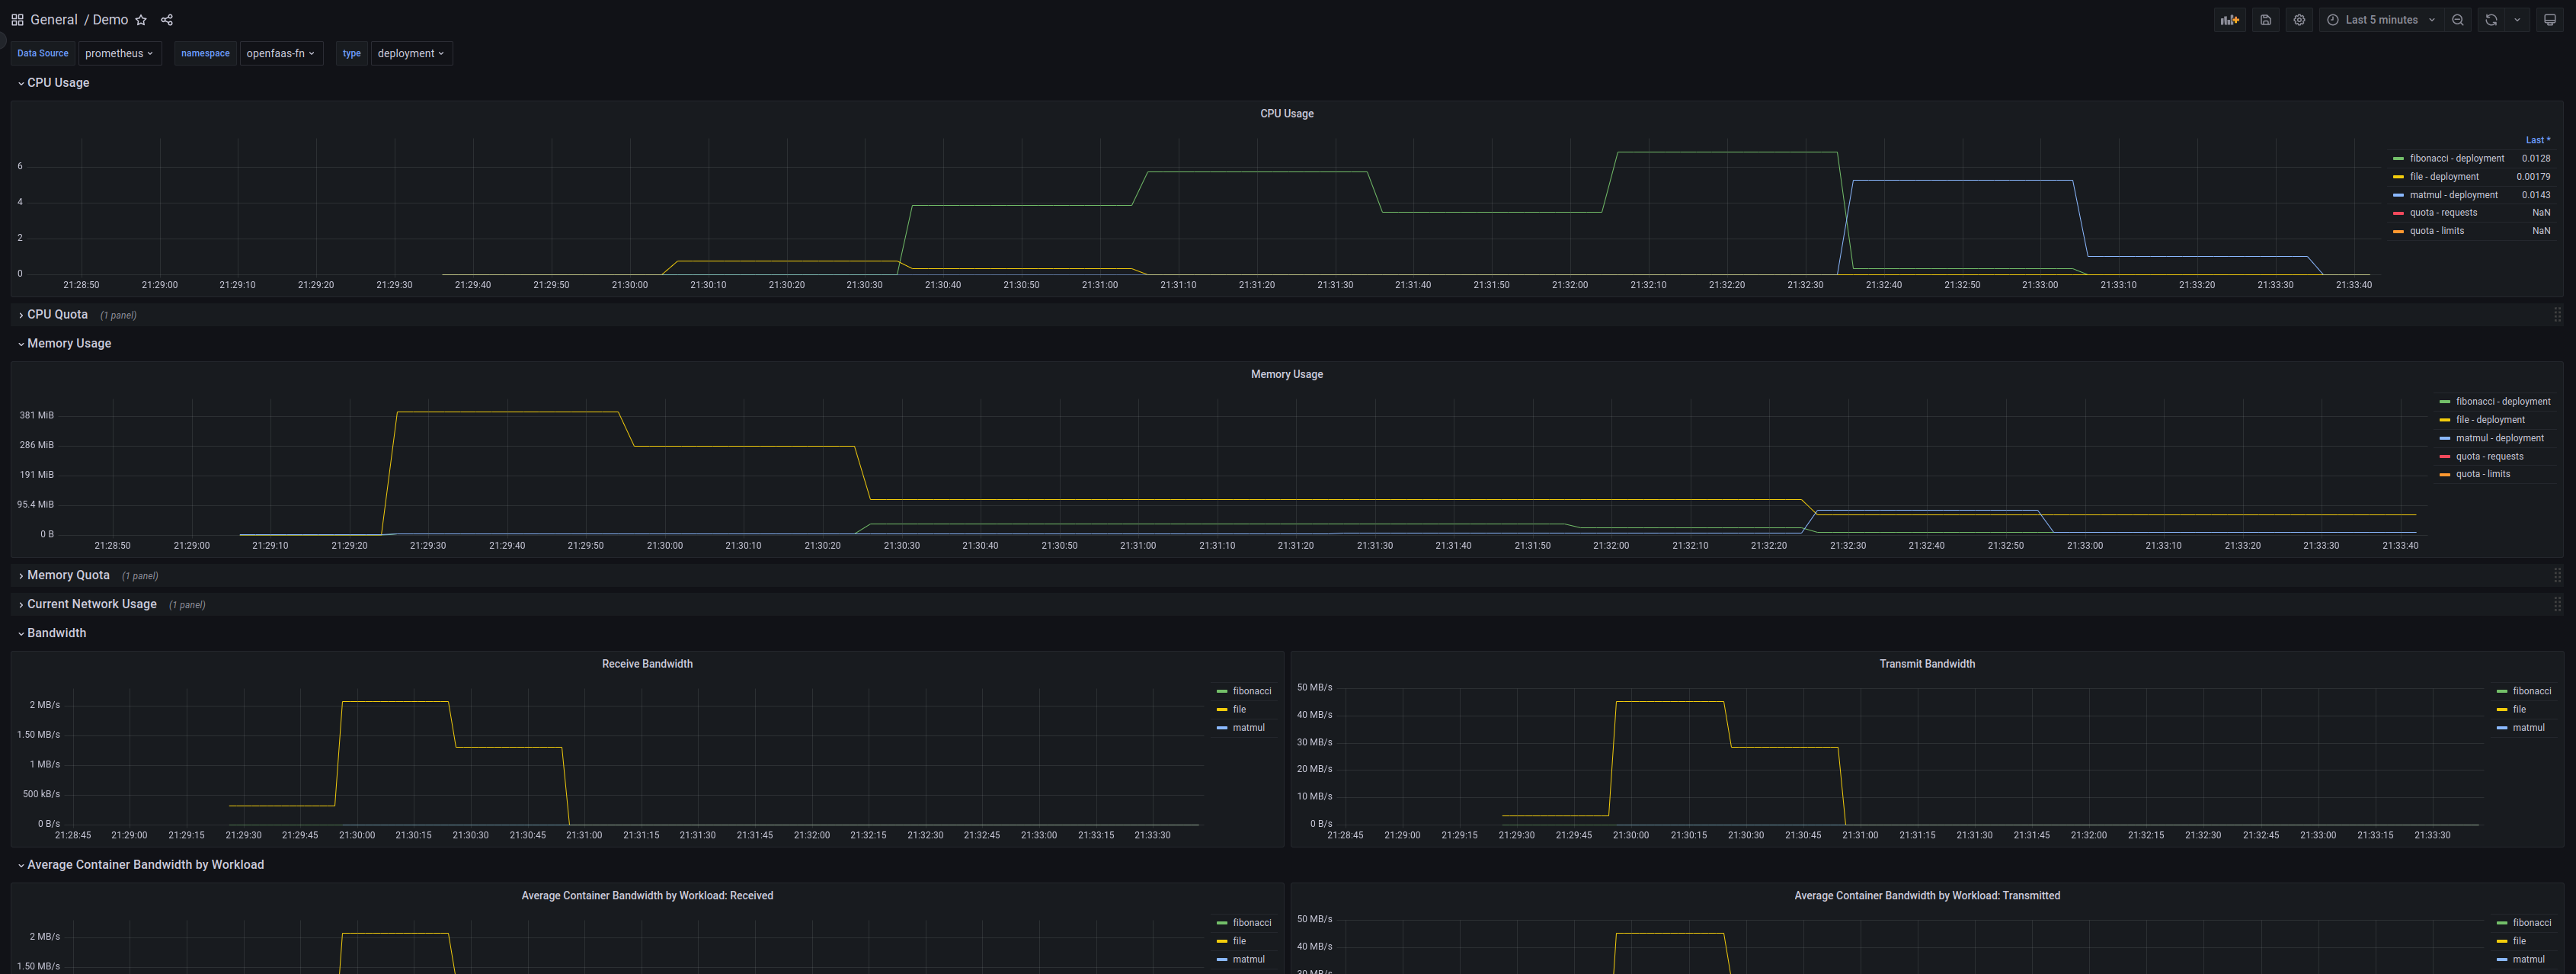 General / Demo
Last 5 minutes
Data Source prometheus namespace openfaas-fn type deployment
CPU Usage
CPU Usage
Last *
6
4
2
0
fibonacci - deployment 0.0128
file - deployment 0.00179
matmul - deployment 0.0143
quota - requests NaN
quota - limits NaN
21:28:50 21:29:00 21:29:10 21:29:20 21:29:30 21:29:40 21:29:50 21:30:00 21:30:10 21:30:20 21:30:30 21:30:40 21:30:50 21:31:00 21:31:10 21:31:20 21:31:30 21:31:40 21:31:50 21:32:00 21:32:10 21:32:20 21:32:30 21:32:40 21:32:50 21:33:00 21:33:10 21:33:20 21:33:30 21:33:40
CPU Quota (1 panel)
Memory Usage
Memory Usage
381 MiB
286 MiB
191 MiB
95.4 MiB
0 B
fibonacci - deployment
file - deployment
matmul - deployment
quota - requests
quota - limits
21:28:50 21:29:00 21:29:10 21:29:20 21:29:30 21:29:40 21:29:50 21:30:00 21:30:10 21:30:20 21:30:30 21:30:40 21:30:50 21:31:00 21:31:10 21:31:20 21:31:30 21:31:40 21:31:50 21:32:00 21:32:10 21:32:20 21:32:30 21:32:40 21:32:50 21:33:00 21:33:10 21:33:20 21:33:30 21:33:40
Memory Quota (1 panel)
Current Network Usage (1 panel)
Bandwidth
Receive Bandwidth
2 MB/s
1.50 MB/s
1 MB/s
500 kB/s
0 B/s
fibonacci
file
matmul
21:28:45 21:29:00 21:29:15 21:29:30 21:29:45 21:30:00 21:30:15 21:30:30 21:30:45 21:31:00 21:31:15 21:31:30 21:31:45 21:32:00 21:32:15 21:32:30 21:32:45 21:33:00 21:33:15 21:33:30
Transmit Bandwidth
50 MB/s
40 MB/s
30 MB/s
20 MB/s
10 MB/s
0 B/s
fibonacci
file
matmul
21:28:45 21:29:00 21:29:15 21:29:30 21:29:45 21:30:00 21:30:15 21:30:30 21:30:45 21:31:00 21:31:15 21:31:30 21:31:45 21:32:00 21:32:15 21:32:30 21:32:45 21:33:00 21:33:15 21:33:30
Average Container Bandwidth by Workload
Average Container Bandwidth by Workload: Received
2 MB/s
1.50 MB/s
fibonacci
file
matmul
Average Container Bandwidth by Workload: Transmitted
50 MB/s
40 MB/s
30 MB/s
fibonacci
file
matmul